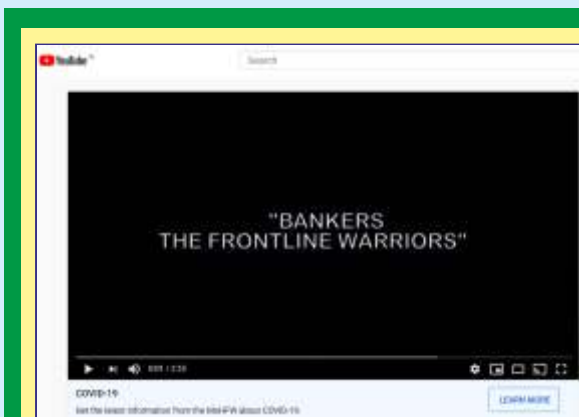 YouTube
Search
"BANKERS
THE FRONTLINE WARRIORS"
COVID-19
LEARN MORE
Get the latest information from the MoHFW about COVID-19